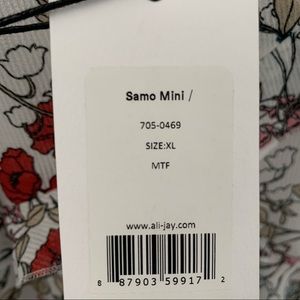 Samo Mini /
705-0469
SIZE:XL
MTF
www.ali-jay.com
8 87903 59917 2